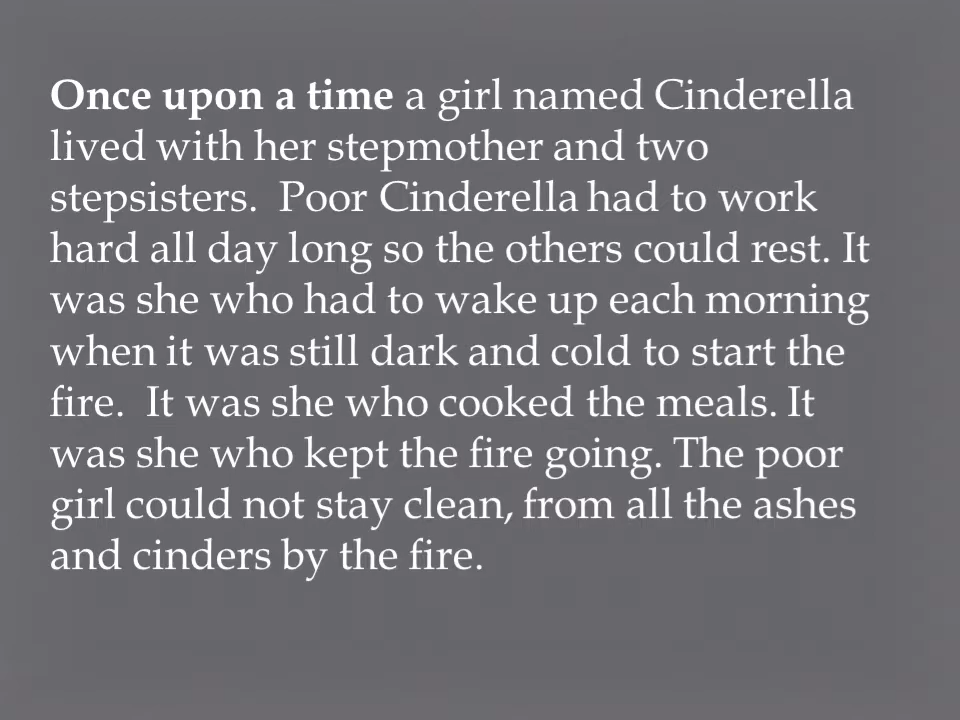 Once upon a time a girl named Cinderella
lived with her stepmother and two
stepsisters.  Poor Cinderella had to work
hard all day long so the others could rest. It
was she who had to wake up each morning
when it was still dark and cold to start the
fire.  It was she who cooked the meals. It
was she who kept the fire going. The poor
girl could not stay clean, from all the ashes
and cinders by the fire.